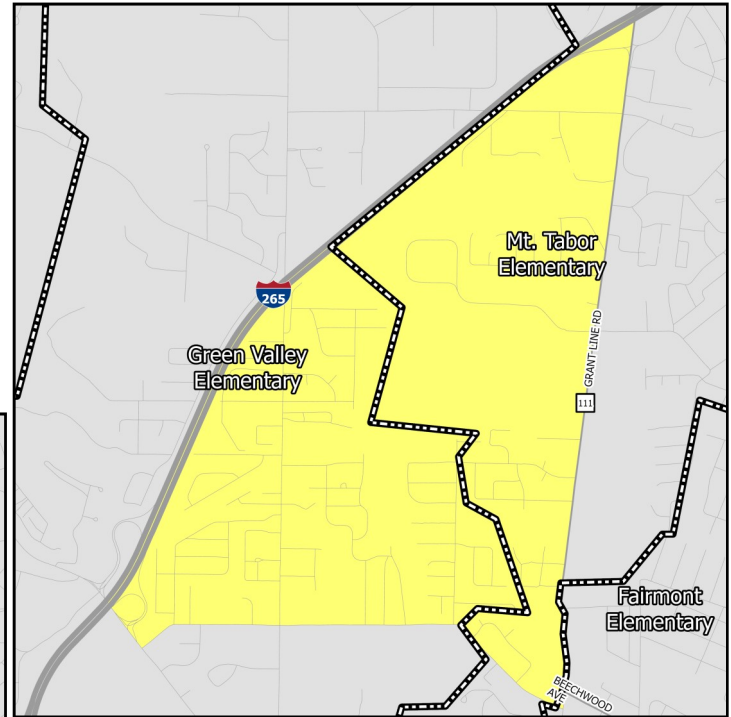 Mt. Tabor
Elementary
265
GRANT LINE RD
Green Valley
Elementary
111
Fairmont
Elementary
BEECHWOOD
AVE